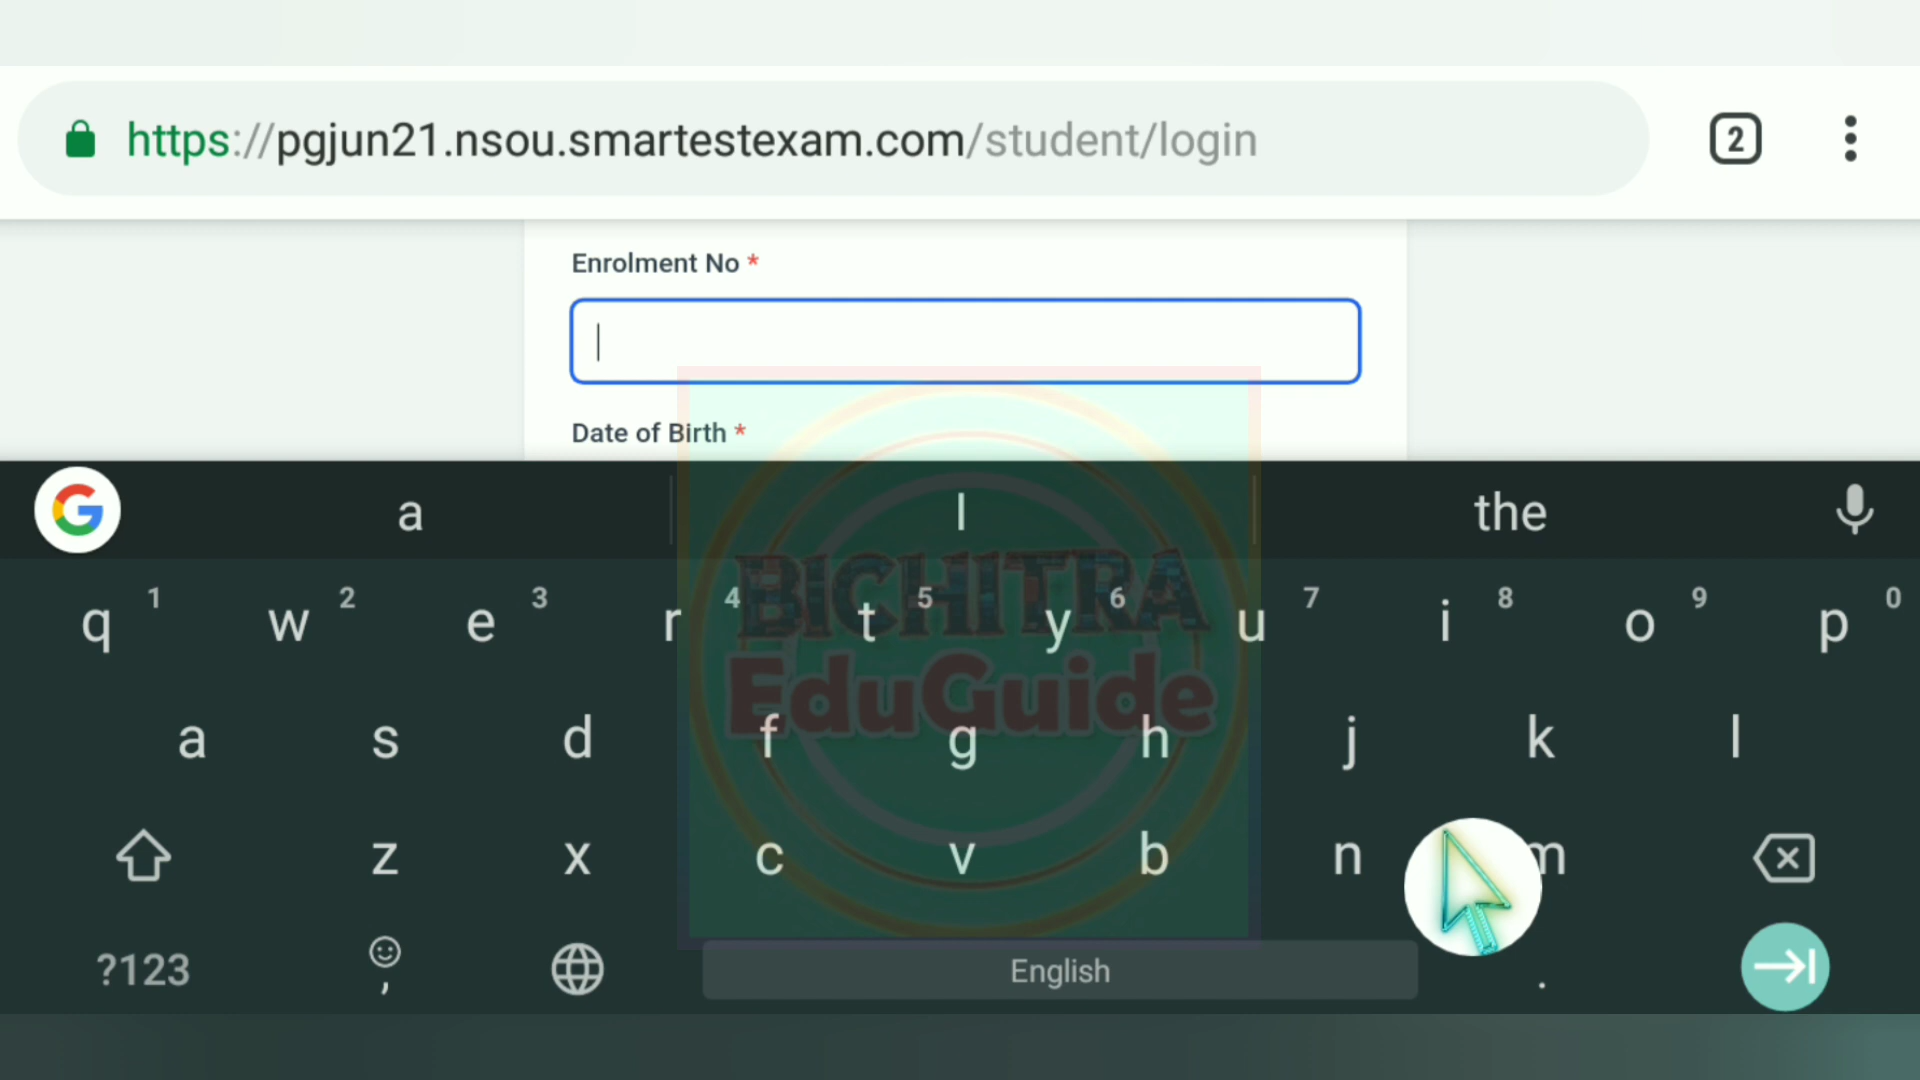 https://pgjun21.nsou.smartestexam.com/student/login
2
Enrolment No *
Date of Birth *
a I the
BICHITRA
EduGuide
q 1 w 2 e 3 r 4 t 5 y 6 u 7 i 8 o 9 p 0
a s d f g h j k l
z x c v b n m
?123 , English .